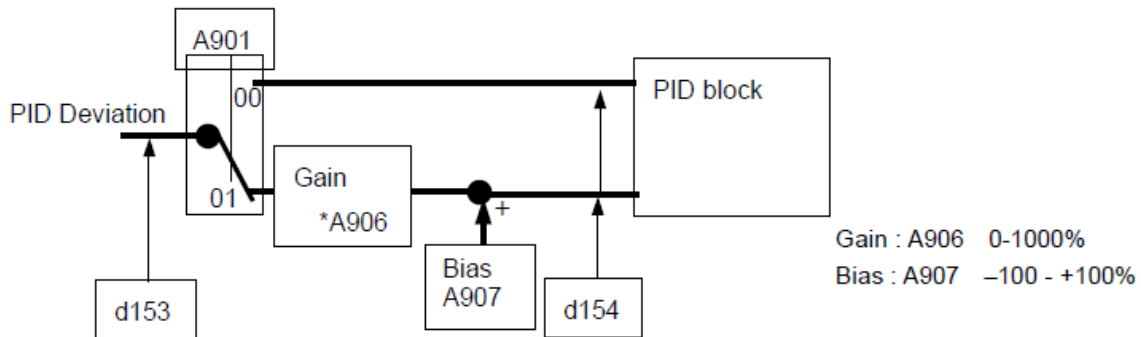 A901
00
PID block
PID Deviation
01
Gain
*A906
+
Bias
A907
d153
d154
Gain : A906 0-1000%
Bias : A907 –100 - +100%